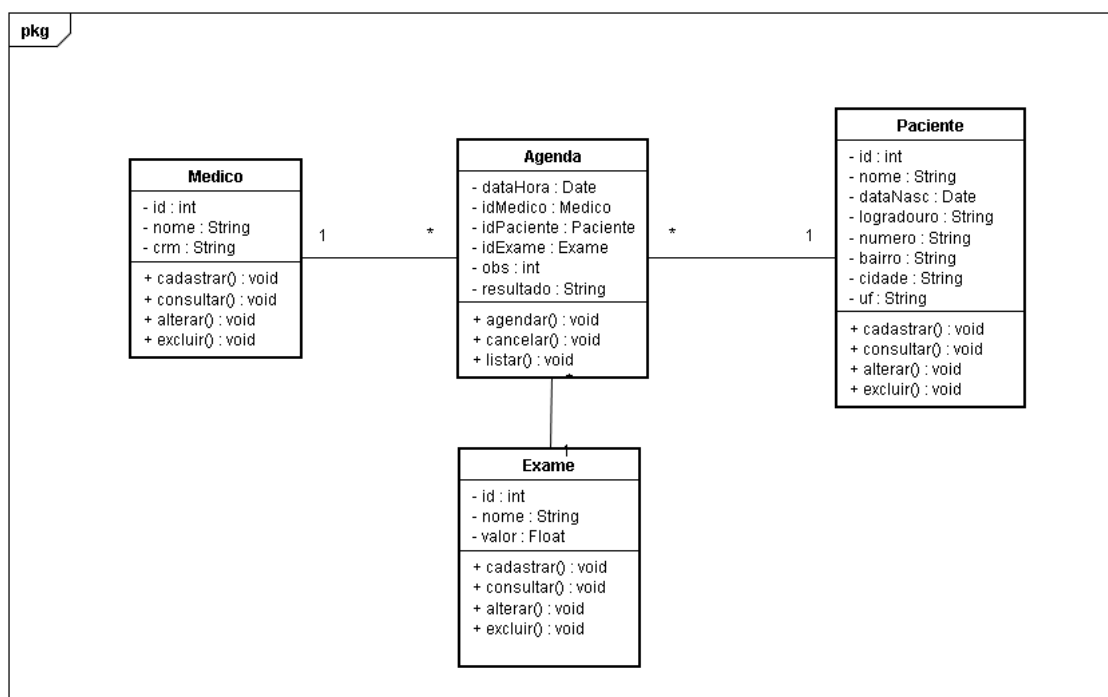 pkg
Medico
- id : int
- nome : String
- crm : String
+ cadastrar() : void
+ consultar() : void
+ alterar() : void
+ excluir() : void
1
*
Agenda
- dataHora : Date
- idMedico : Medico
- idPaciente : Paciente
- idExame : Exame
- obs : int
- resultado : String
+ agendar() : void
+ cancelar() : void
+ listar() : void
*
1
Paciente
- id : int
- nome : String
- dataNasc : Date
- logradouro : String
- numero : String
- bairro : String
- cidade : String
- uf : String
+ cadastrar() : void
+ consultar() : void
+ alterar() : void
+ excluir() : void
*
1
Exame
- id : int
- nome : String
- valor : Float
+ cadastrar() : void
+ consultar() : void
+ alterar() : void
+ excluir() : void